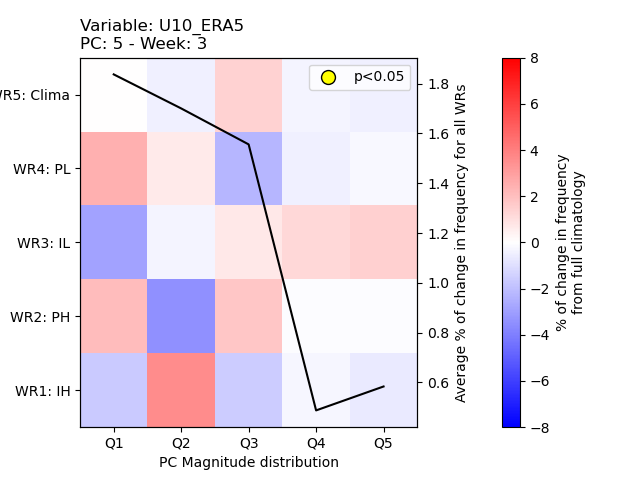 Variable: U10_ERA5
PC: 5 - Week: 3
p<0.05
WR5: Clima
WR4: PL
WR3: IL
WR2: PH
WR1: IH
Q1 Q2 Q3 Q4 Q5
PC Magnitude distribution
1.8
1.6
1.4
1.2
1.0
0.8
0.6
Average % of change in frequency for all WRs
8
6
4
2
0
−2
−4
−6
−8
% of change in frequency
from full climatology